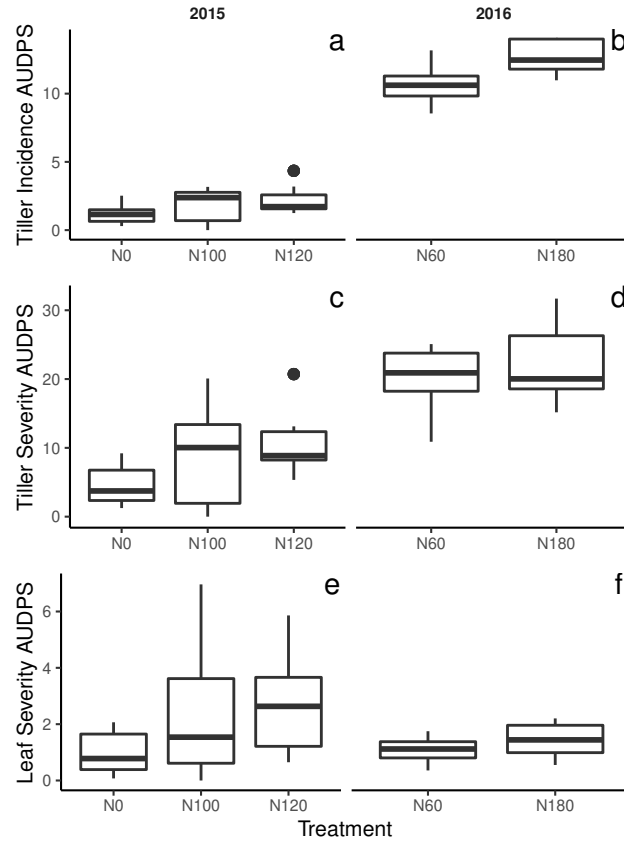 2015 2016
a b
Tiller Incidence AUDPS
10
5
0
N0 N100 N120 N60 N180
c d
Tiller Severity AUDPS
30
20
10
0
N0 N100 N120 N60 N180
e f
Leaf Severity AUDPS
6
4
2
0
N0 N100 N120 N60 N180
Treatment